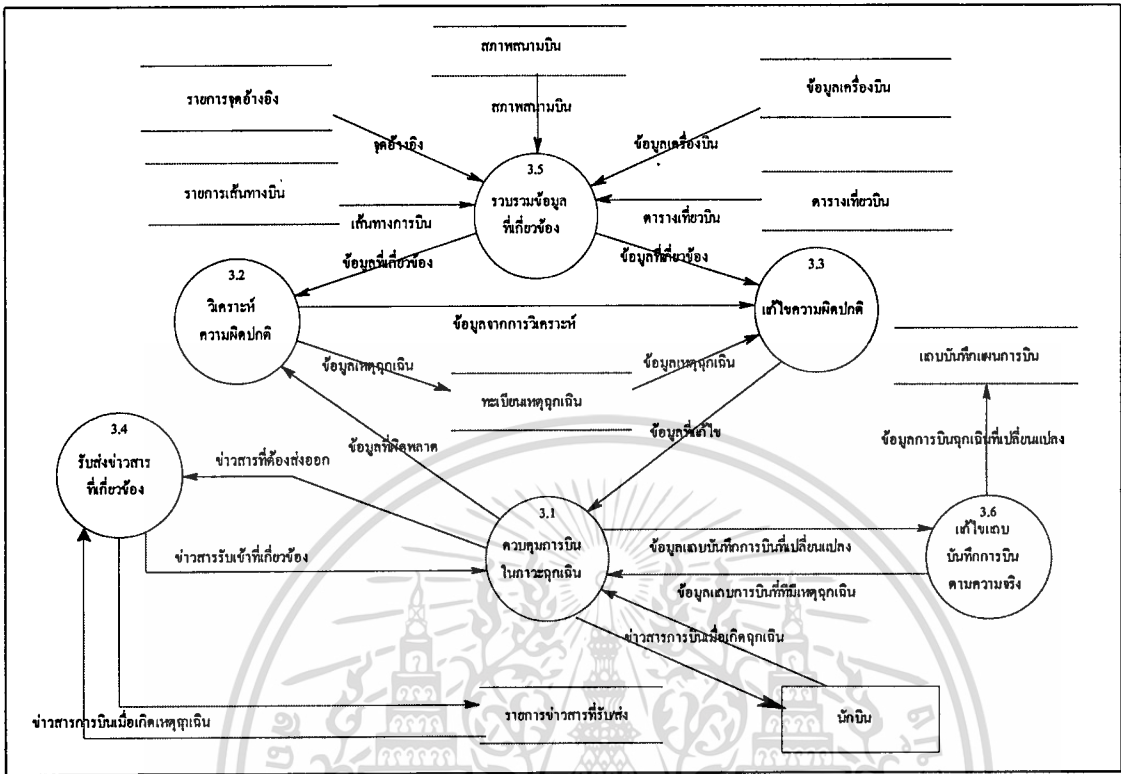 สภาพสนามบิน
รายการจุดอ้างอิง
ข้อมูลเครื่องบิน
สภาพสนามบิน
จุดอ้างอิง
ข้อมูลเครื่องบิน
3.5
รวบรวมข้อมูล
ที่เกี่ยวข้อง
รายการเส้นทางบิน
ตารางเที่ยวบิน
เส้นทางการบิน
ตารางเที่ยวบิน
ข้อมูลที่เกี่ยวข้อง
ข้อมูลที่เกี่ยวข้อง
3.2
วิเคราะห์
ความผิดปกติ
3.3
แก้ไขความผิดปกติ
ข้อมูลจากการวิเคราะห์
ข้อมูลเหตุฉุกเฉิน
ข้อมูลเหตุฉุกเฉิน
แถบบันทึกแผนการบิน
ทะเบียนเหตุฉุกเฉิน
3.4
รับส่งข่าวสาร
ที่เกี่ยวข้อง
ข้อมูลที่ผิดพลาด
ข้อมูลที่แก้ไข
ข้อมูลการบินฉุกเฉินที่เปลี่ยนแปลง
ข่าวสารที่ต้องส่งออก
3.1
ควบคุมการบิน
ในภาวะฉุกเฉิน
3.6
แก้ไขแถบ
บันทึกการบิน
ตามความจริง
ข่าวสารรับเข้าที่เกี่ยวข้อง
ข้อมูลแถบบันทึกการบินที่เปลี่ยนแปลง
ข้อมูลแถบการบินที่ที่มีเหตุฉุกเฉิน
ข่าวสารการบินเมื่อเกิดฉุกเฉิน
ข่าวสารการบินเมื่อเกิดเหตุฉุกเฉิน
รายการข่าวสารที่รับ/ส่ง
นักบิน